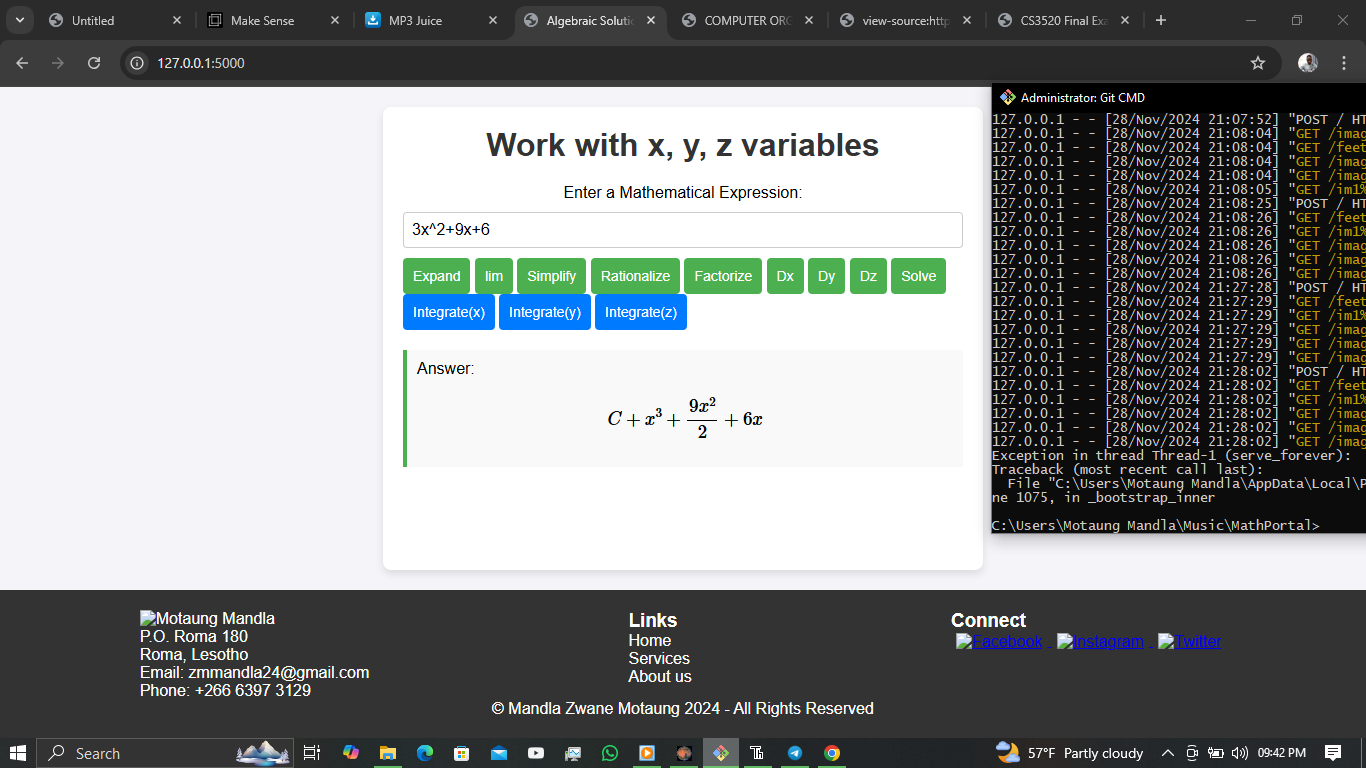 Untitled
Make Sense
MP3 Juice
Algebraic Soluti
COMPUTER ORG
view-source:http
CS3520 Final Exa
127.0.0.1:5000
Work with x, y, z variables
Enter a Mathematical Expression:
3x^2+9x+6
Expand lim Simplify Rationalize Factorize Dx Dy Dz Solve
Integrate(x) Integrate(y) Integrate(z)
Answer:
C + x³ + 9x²/2 + 6x
Administrator: Git CMD
127.0.0.1 - - [28/Nov/2024 21:07:52] "POST / HT
127.0.0.1 - - [28/Nov/2024 21:08:04] "GET /imag
127.0.0.1 - - [28/Nov/2024 21:08:04] "GET /feet
127.0.0.1 - - [28/Nov/2024 21:08:04] "GET /imag
127.0.0.1 - - [28/Nov/2024 21:08:04] "GET /imag
127.0.0.1 - - [28/Nov/2024 21:08:05] "GET /im1%
127.0.0.1 - - [28/Nov/2024 21:08:25] "POST / HT
127.0.0.1 - - [28/Nov/2024 21:08:26] "GET /feet
127.0.0.1 - - [28/Nov/2024 21:08:26] "GET /im1%
127.0.0.1 - - [28/Nov/2024 21:08:26] "GET /imag
127.0.0.1 - - [28/Nov/2024 21:08:26] "GET /imag
127.0.0.1 - - [28/Nov/2024 21:08:26] "GET /imag
127.0.0.1 - - [28/Nov/2024 21:27:28] "POST / HT
127.0.0.1 - - [28/Nov/2024 21:27:29] "GET /feet
127.0.0.1 - - [28/Nov/2024 21:27:29] "GET /im1%
127.0.0.1 - - [28/Nov/2024 21:27:29] "GET /imag
127.0.0.1 - - [28/Nov/2024 21:27:29] "GET /imag
127.0.0.1 - - [28/Nov/2024 21:27:29] "GET /imag
127.0.0.1 - - [28/Nov/2024 21:28:02] "POST / HT
127.0.0.1 - - [28/Nov/2024 21:28:02] "GET /feet
127.0.0.1 - - [28/Nov/2024 21:28:02] "GET /im1%
127.0.0.1 - - [28/Nov/2024 21:28:02] "GET /imag
127.0.0.1 - - [28/Nov/2024 21:28:02] "GET /imag
127.0.0.1 - - [28/Nov/2024 21:28:02] "GET /imag
Exception in thread Thread-1 (serve_forever):
Traceback (most recent call last):
File "C:\Users\Motaung Mandla\AppData\Local\P
ne 1075, in _bootstrap_inner
C:\Users\Motaung Mandla\Music\MathPortal>
Motaung Mandla
P.O. Roma 180
Roma, Lesotho
Email: zmmandla24@gmail.com
Phone: +266 6397 3129
Links
Home
Services
About us
Connect
Facebook Instagram Twitter
© Mandla Zwane Motaung 2024 - All Rights Reserved
Search
57°F Partly cloudy
09:42 PM